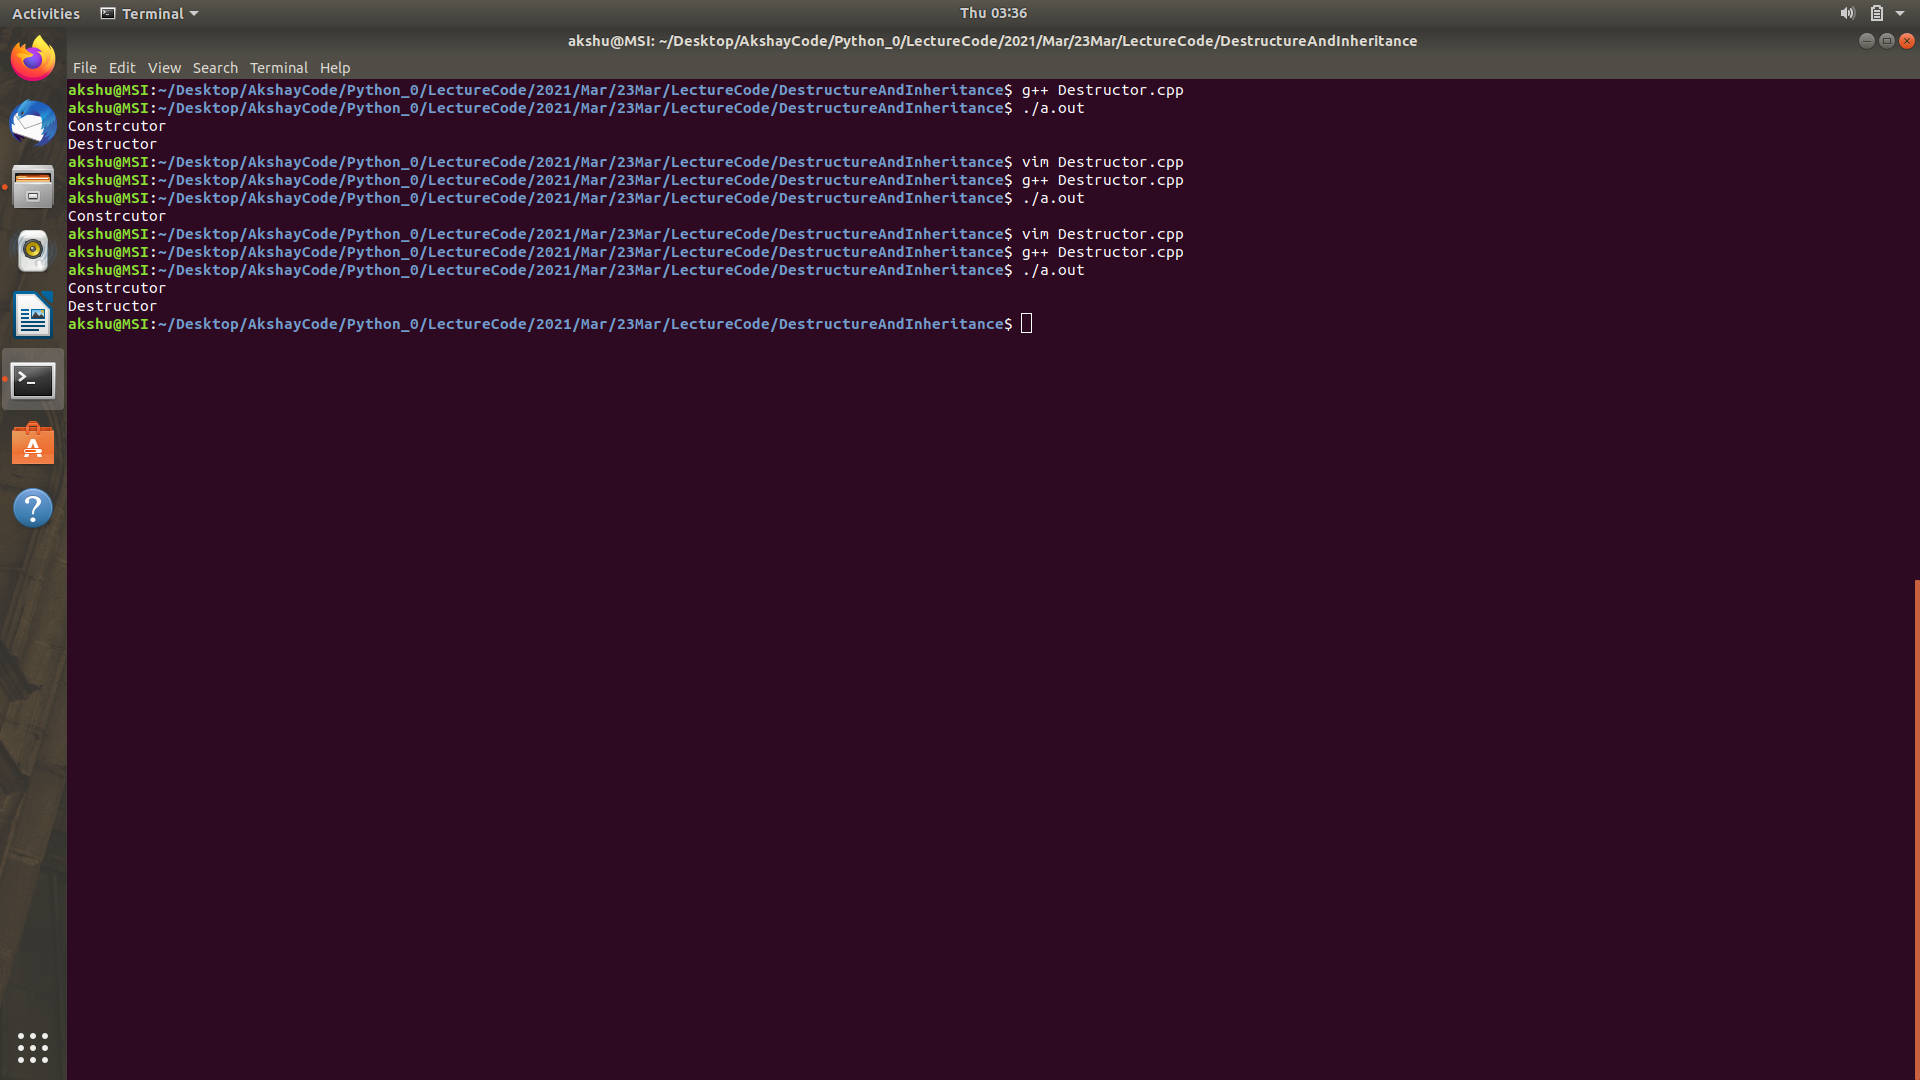 Activities Terminal Thu 03:36
akshu@MSI: ~/Desktop/AkshayCode/Python_0/LectureCode/2021/Mar/23Mar/LectureCode/DestructureAndInheritance
File Edit View Search Terminal Help
akshu@MSI:~/Desktop/AkshayCode/Python_0/LectureCode/2021/Mar/23Mar/LectureCode/DestructureAndInheritance$ g++ Destructor.cpp
akshu@MSI:~/Desktop/AkshayCode/Python_0/LectureCode/2021/Mar/23Mar/LectureCode/DestructureAndInheritance$ ./a.out
Constrcutor
Destructor
akshu@MSI:~/Desktop/AkshayCode/Python_0/LectureCode/2021/Mar/23Mar/LectureCode/DestructureAndInheritance$ vim Destructor.cpp
akshu@MSI:~/Desktop/AkshayCode/Python_0/LectureCode/2021/Mar/23Mar/LectureCode/DestructureAndInheritance$ g++ Destructor.cpp
akshu@MSI:~/Desktop/AkshayCode/Python_0/LectureCode/2021/Mar/23Mar/LectureCode/DestructureAndInheritance$ ./a.out
Constrcutor
akshu@MSI:~/Desktop/AkshayCode/Python_0/LectureCode/2021/Mar/23Mar/LectureCode/DestructureAndInheritance$ vim Destructor.cpp
akshu@MSI:~/Desktop/AkshayCode/Python_0/LectureCode/2021/Mar/23Mar/LectureCode/DestructureAndInheritance$ g++ Destructor.cpp
akshu@MSI:~/Desktop/AkshayCode/Python_0/LectureCode/2021/Mar/23Mar/LectureCode/DestructureAndInheritance$ ./a.out
Constrcutor
Destructor
akshu@MSI:~/Desktop/AkshayCode/Python_0/LectureCode/2021/Mar/23Mar/LectureCode/DestructureAndInheritance$